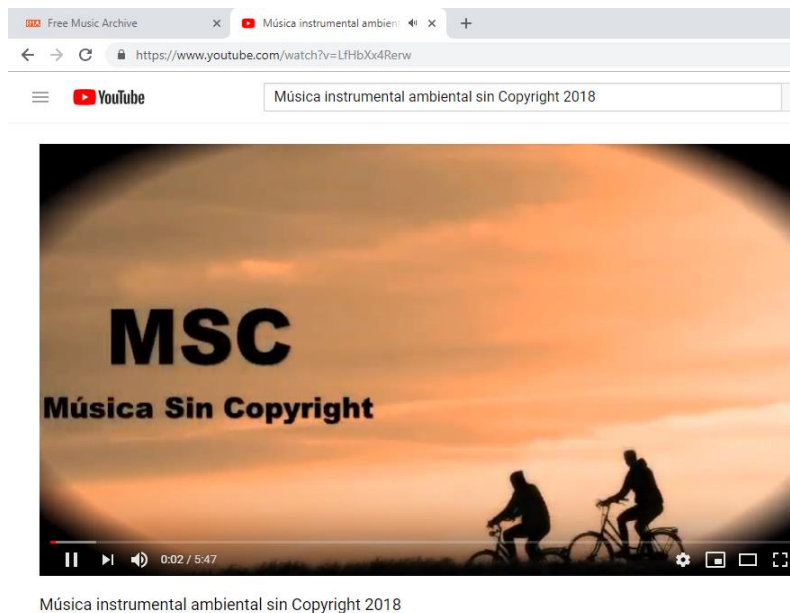 Free Music Archive
Música instrumental ambient
https://www.youtube.com/watch?v=LfHbXx4Rerw
YouTube
Música instrumental ambiental sin Copyright 2018
MSC
Música Sin Copyright
0:02 / 5:47
Música instrumental ambiental sin Copyright 2018